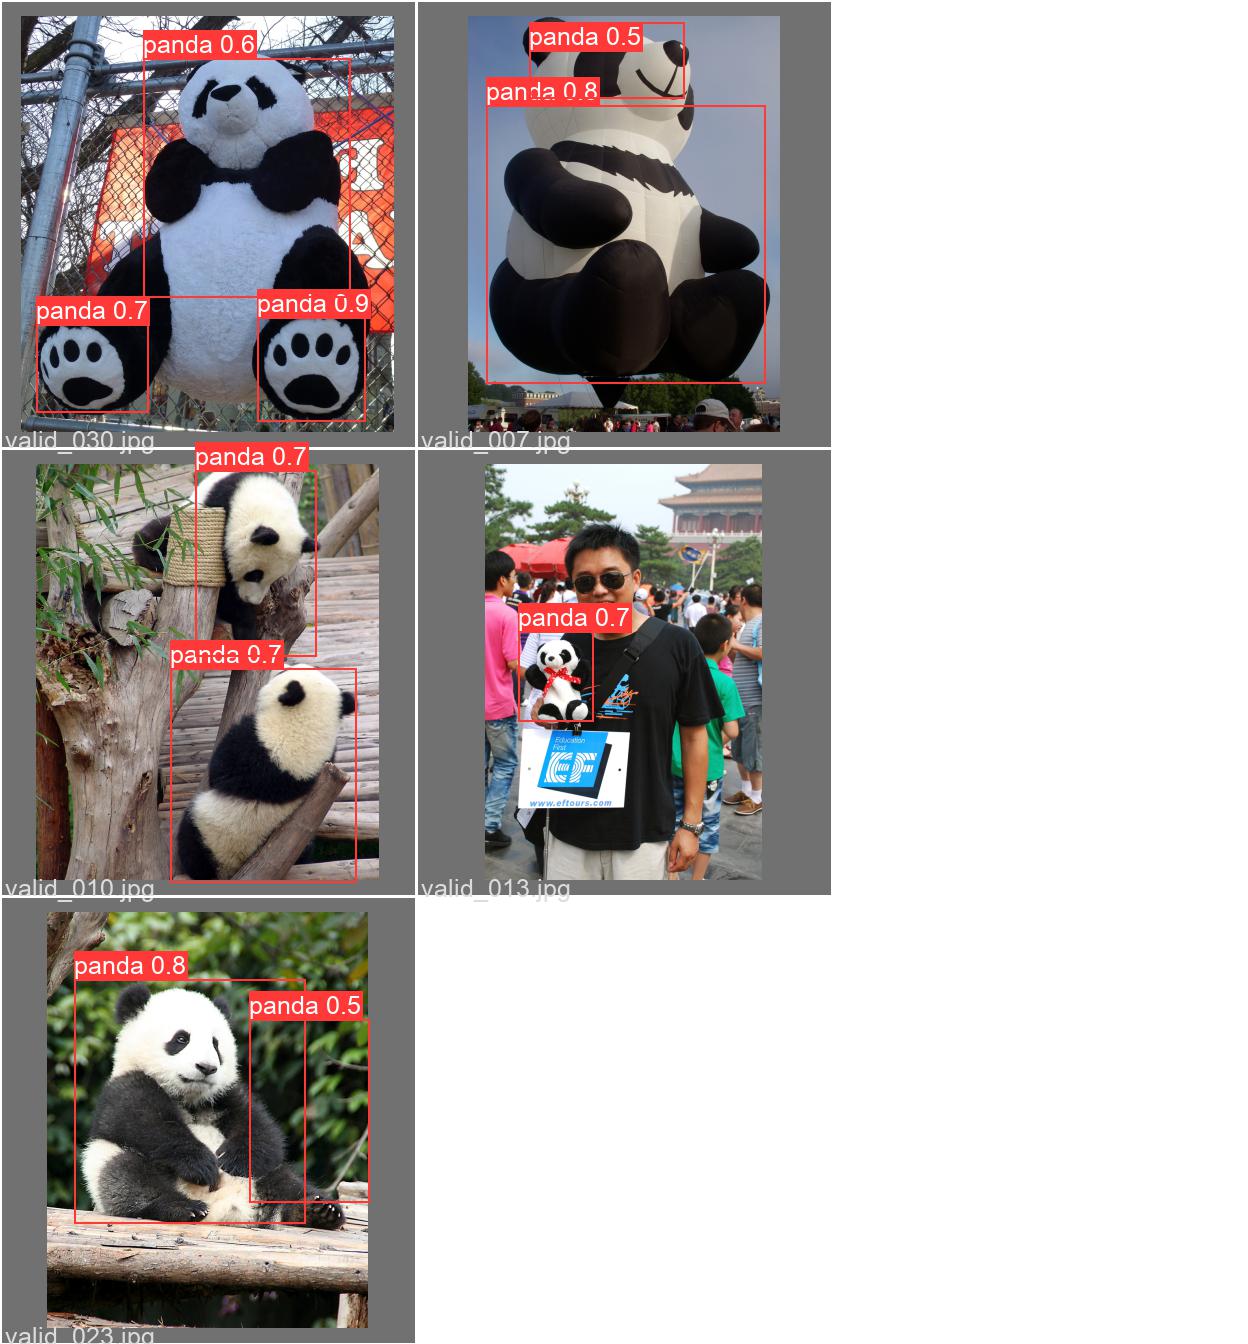 panda 0.6
panda 0.7
panda 0.9
valid_030.jpg
panda 0.5
panda 0.8
valid_007.jpg
panda 0.7
panda 0.7
valid_010.jpg
panda 0.7
Education
First
EF
www.eftours.com
valid_013.jpg
panda 0.8
panda 0.5
valid_023.jpg